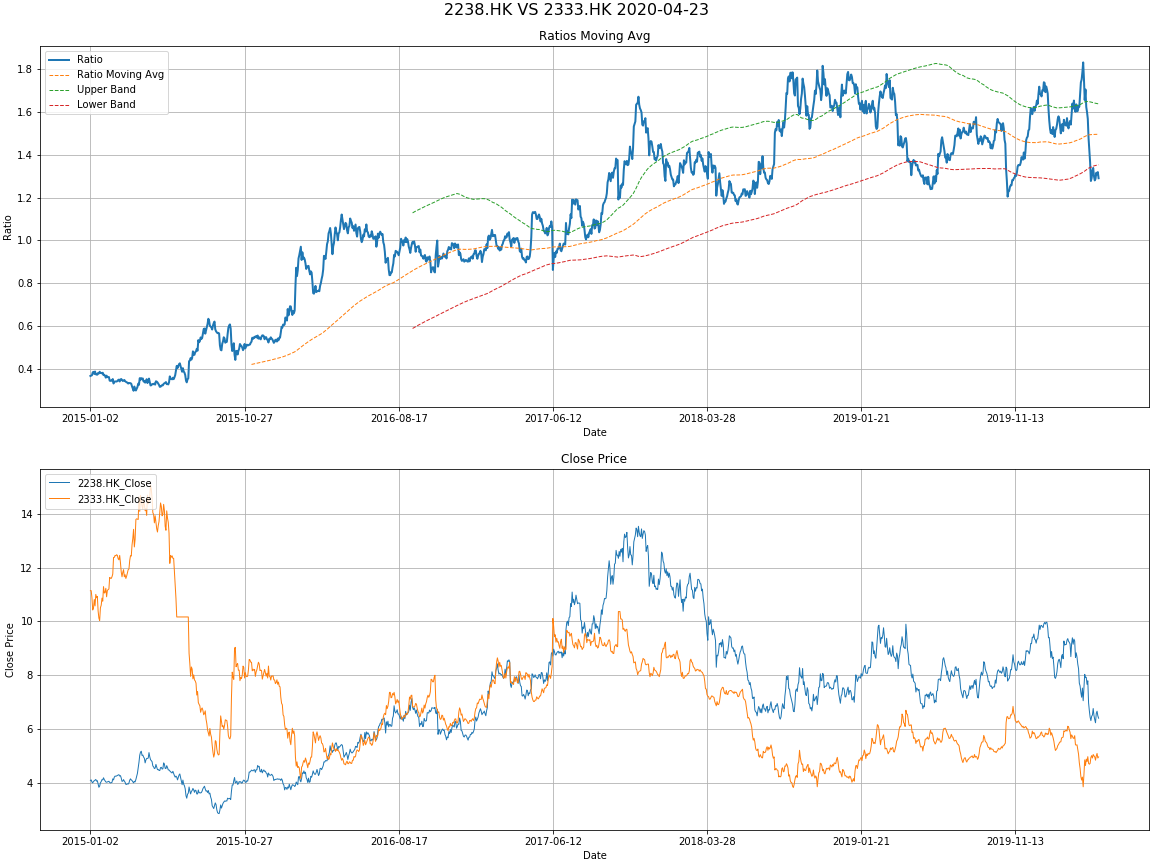 2238.HK VS 2333.HK 2020-04-23
Ratios Moving Avg
Ratio
Ratio Moving Avg
Upper Band
Lower Band
1.8
1.6
1.4
1.2
1.0
0.8
0.6
0.4
Ratio
2015-01-02 2015-10-27 2016-08-17 2017-06-12 2018-03-28 2019-01-21 2019-11-13
Date
Close Price
2238.HK_Close
2333.HK_Close
14
12
10
8
6
4
Close Price
2015-01-02 2015-10-27 2016-08-17 2017-06-12 2018-03-28 2019-01-21 2019-11-13
Date